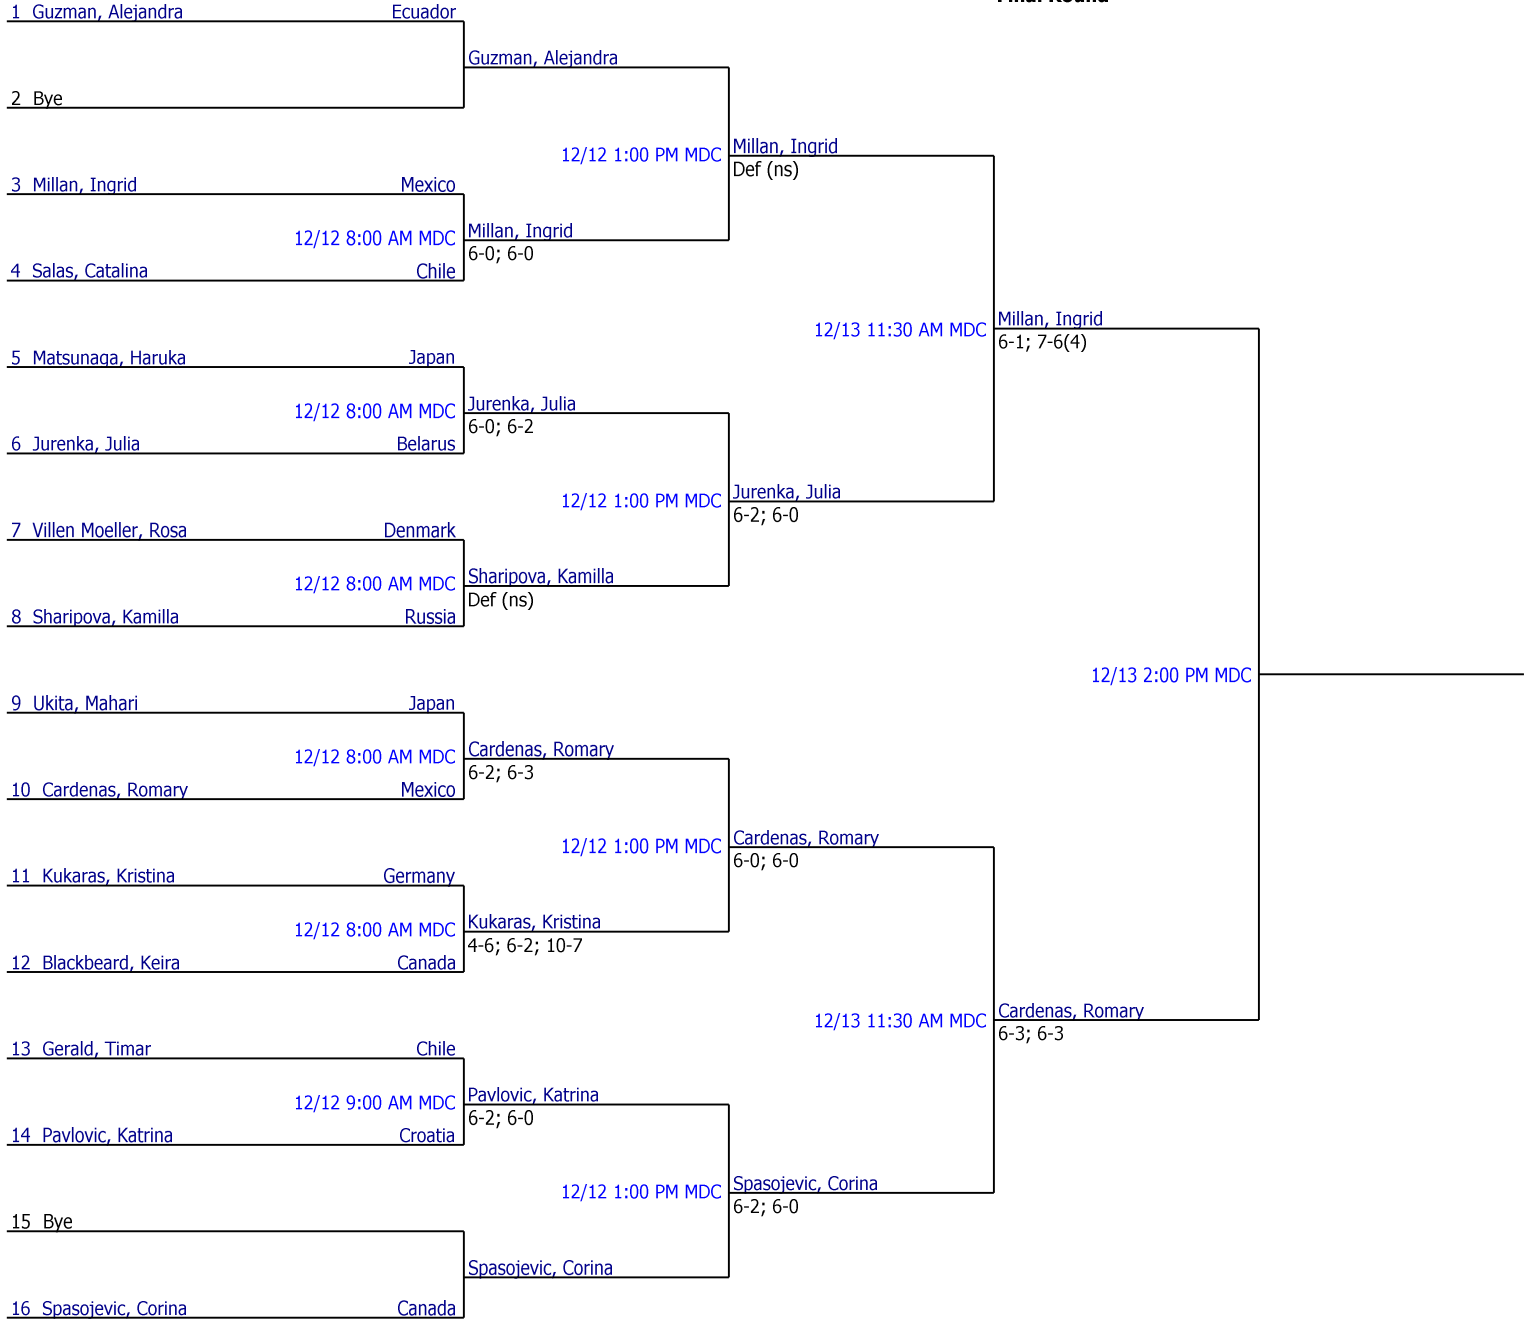 Final Round
1 Guzman, Alejandra Ecuador
Guzman, Alejandra
2 Bye
12/12 1:00 PM MDC Millan, Ingrid
Def (ns)
3 Millan, Ingrid Mexico
12/12 8:00 AM MDC Millan, Ingrid
6-0; 6-0
4 Salas, Catalina Chile
12/13 11:30 AM MDC Millan, Ingrid
6-1; 7-6(4)
5 Matsunaga, Haruka Japan
12/12 8:00 AM MDC Jurenka, Julia
6-0; 6-2
6 Jurenka, Julia Belarus
12/12 1:00 PM MDC Jurenka, Julia
6-2; 6-0
7 Villen Moeller, Rosa Denmark
12/12 8:00 AM MDC Sharipova, Kamilla
Def (ns)
8 Sharipova, Kamilla Russia
12/13 2:00 PM MDC
9 Ukita, Mahari Japan
12/12 8:00 AM MDC Cardenas, Romary
6-2; 6-3
10 Cardenas, Romary Mexico
12/12 1:00 PM MDC Cardenas, Romary
6-0; 6-0
11 Kukaras, Kristina Germany
12/12 8:00 AM MDC Kukaras, Kristina
4-6; 6-2; 10-7
12 Blackbeard, Keira Canada
12/13 11:30 AM MDC Cardenas, Romary
6-3; 6-3
13 Gerald, Timar Chile
12/12 9:00 AM MDC Pavlovic, Katrina
6-2; 6-0
14 Pavlovic, Katrina Croatia
12/12 1:00 PM MDC Spasojevic, Corina
6-2; 6-0
15 Bye
Spasojevic, Corina
16 Spasojevic, Corina Canada